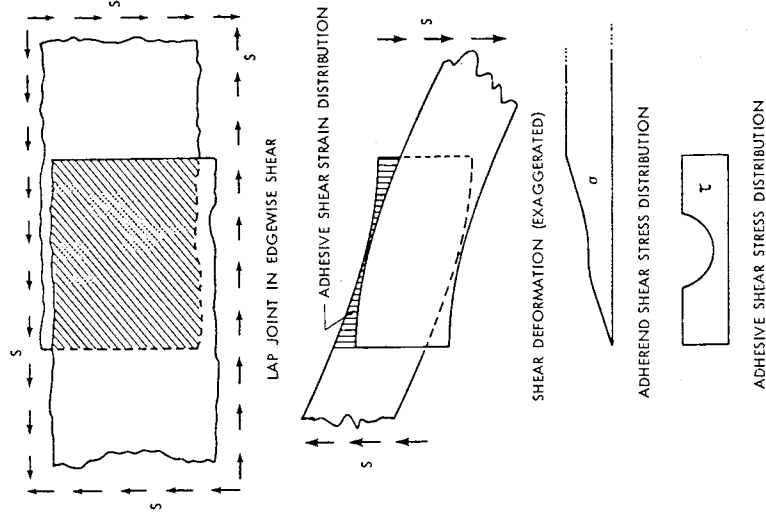 S
S
S
S
LAP JOINT IN EDGEWISE SHEAR
ADHESIVE SHEAR STRAIN DISTRIBUTION
S
S
SHEAR DEFORMATION (EXAGGERATED)
σ
ADHEREND SHEAR STRESS DISTRIBUTION
τ
ADHESIVE SHEAR STRESS DISTRIBUTION